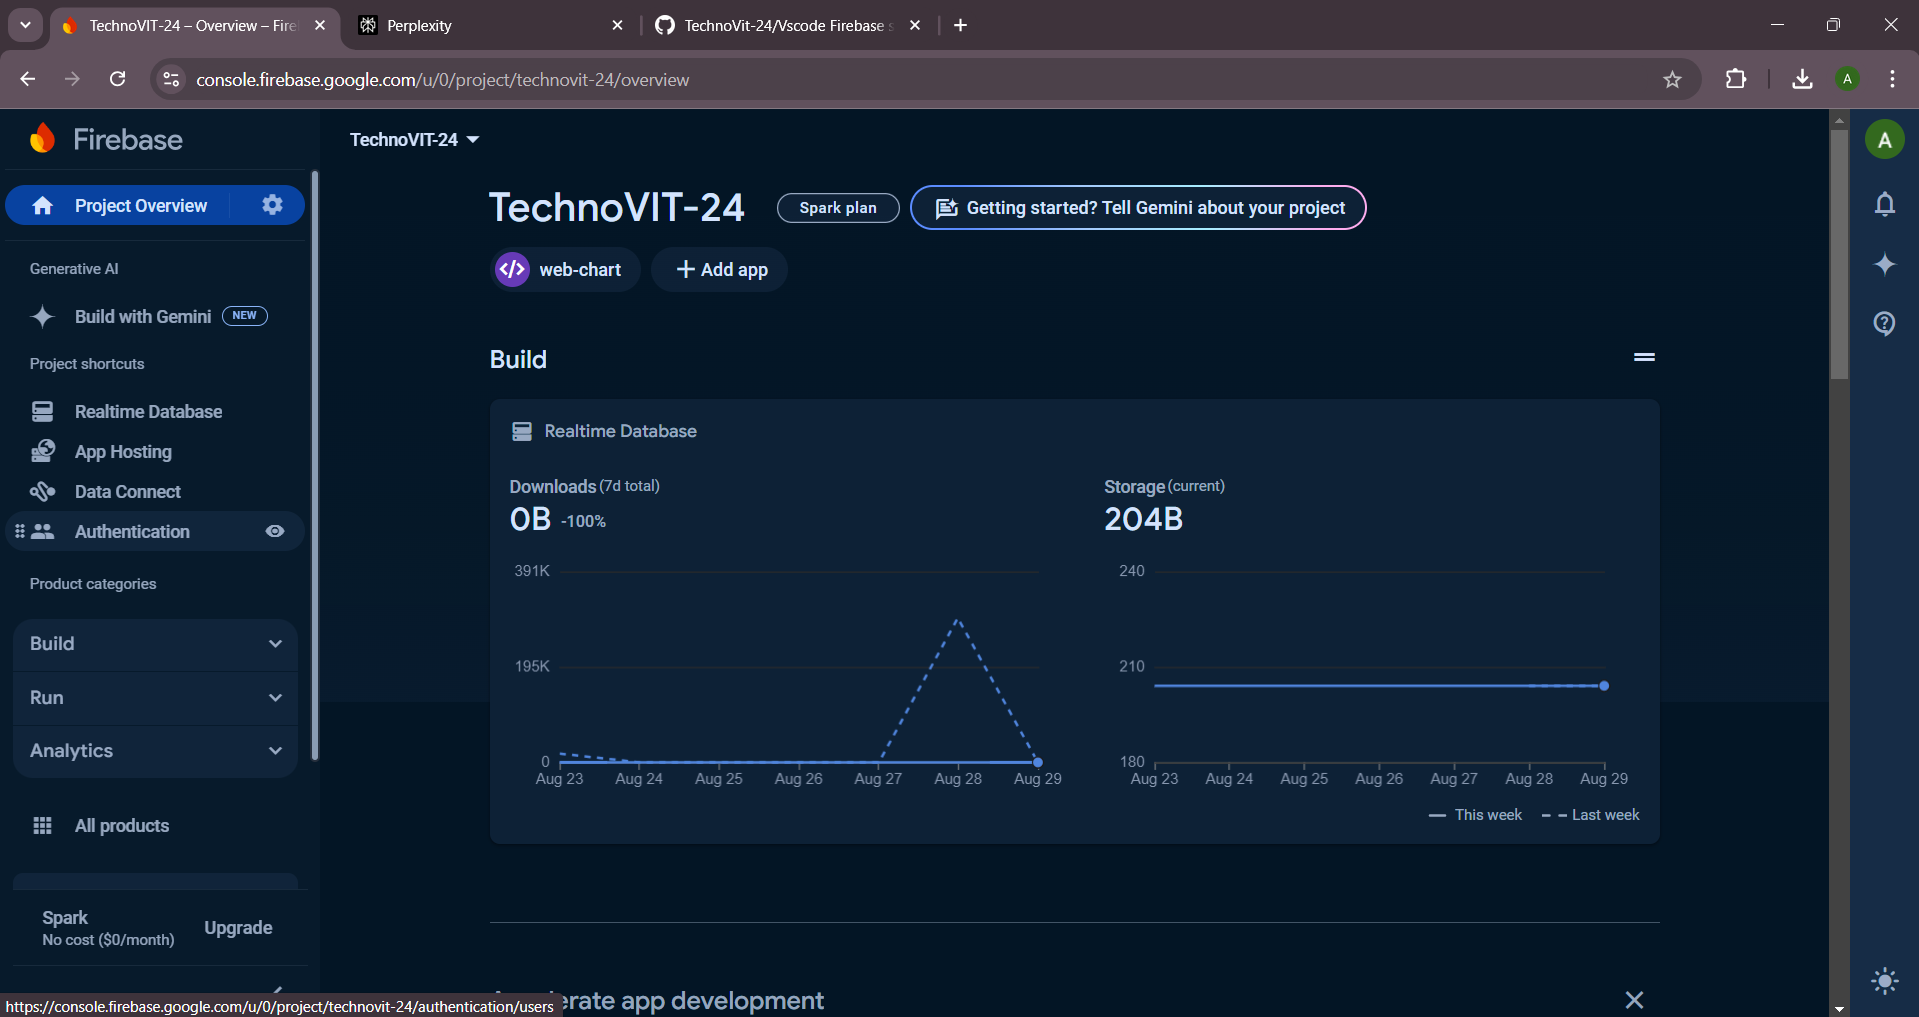 TechnoVIT-24 – Overview – Fire
Perplexity
TechnoVit-24/Vscode Firebase s
console.firebase.google.com/u/0/project/technovit-24/overview
A
Firebase
TechnoVIT-24
A
Project Overview
TechnoVIT-24
Spark plan
Getting started? Tell Gemini about your project
web-chart
Add app
Generative AI
Build with Gemini
NEW
Project shortcuts
Realtime Database
App Hosting
Data Connect
Authentication
Product categories
Build
Run
Analytics
All products
Spark
No cost ($0/month)
Upgrade
Build
Realtime Database
Downloads (7d total)
0B -100%
391K
195K
0
Aug 23
Aug 24
Aug 25
Aug 26
Aug 27
Aug 28
Aug 29
Storage (current)
204B
240
210
180
Aug 23
Aug 24
Aug 25
Aug 26
Aug 27
Aug 28
Aug 29
This week
Last week
erate app development
https://console.firebase.google.com/u/0/project/technovit-24/authentication/users